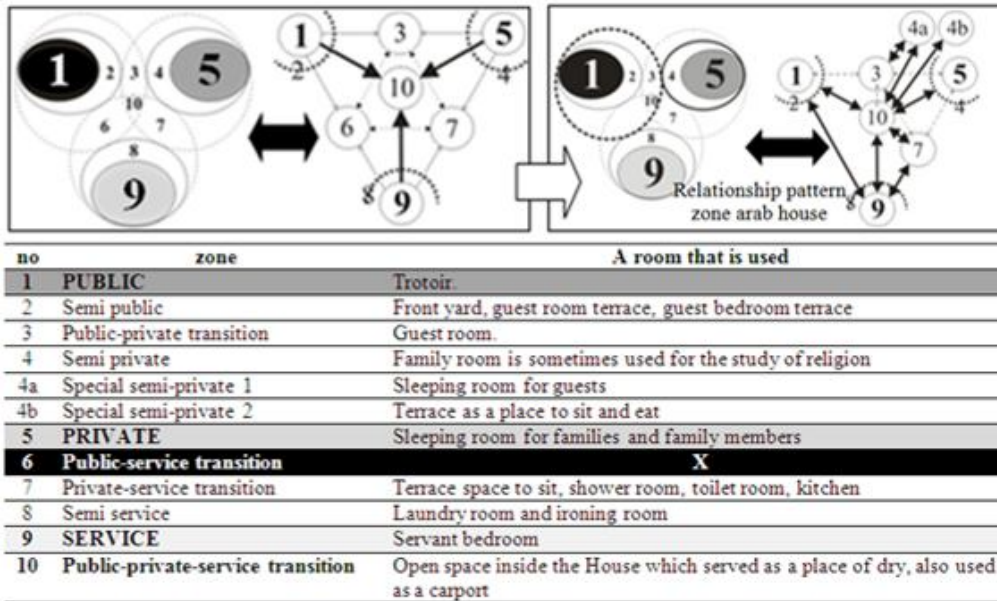 1 2 3 4 5
10
6 7
8
9
1 3 5
2 4
10
6 7
8 9
1 2 3 4 5
10
7
8
9
4a 4b
1 3 5
2 4
10
7
8 9
Relationship pattern
zone arab house
no zone A room that is used
1 PUBLIC Trotoir.
2 Semi public Front yard, guest room terrace, guest bedroom terrace
3 Public-private transition Guest room.
4 Semi private Family room is sometimes used for the study of religion
4a Special semi-private 1 Sleeping room for guests
4b Special semi-private 2 Terrace as a place to sit and eat
5 PRIVATE Sleeping room for families and family members
6 Public-service transition X
7 Private-service transition Terrace space to sit, shower room, toilet room, kitchen
8 Semi service Laundry room and ironing room
9 SERVICE Servant bedroom
10 Public-private-service transition Open space inside the House which served as a place of dry, also used
as a carport